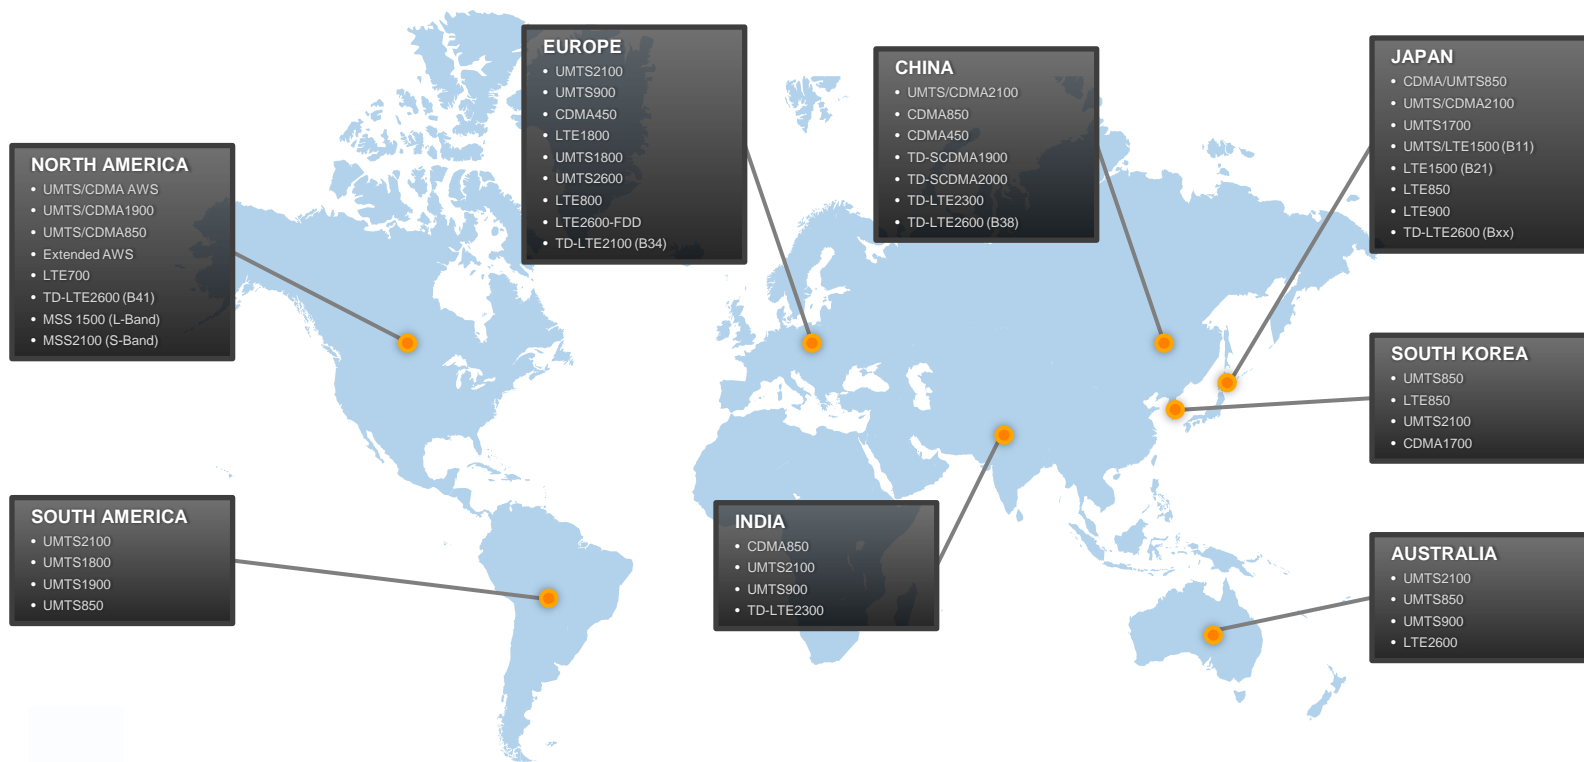 NORTH AMERICA
• UMTS/CDMA AWS
• UMTS/CDMA1900
• UMTS/CDMA850
• Extended AWS
• LTE700
• TD-LTE2600 (B41)
• MSS 1500 (L-Band)
• MSS2100 (S-Band)
SOUTH AMERICA
• UMTS2100
• UMTS1800
• UMTS1900
• UMTS850
EUROPE
• UMTS2100
• UMTS900
• CDMA450
• LTE1800
• UMTS1800
• UMTS2600
• LTE800
• LTE2600-FDD
• TD-LTE2100 (B34)
INDIA
• CDMA850
• UMTS2100
• UMTS900
• TD-LTE2300
CHINA
• UMTS/CDMA2100
• CDMA850
• CDMA450
• TD-SCDMA1900
• TD-SCDMA2000
• TD-LTE2300
• TD-LTE2600 (B38)
JAPAN
• CDMA/UMTS850
• UMTS/CDMA2100
• UMTS1700
• UMTS/LTE1500 (B11)
• LTE1500 (B21)
• LTE850
• LTE900
• TD-LTE2600 (Bxx)
SOUTH KOREA
• UMTS850
• LTE850
• UMTS2100
• CDMA1700
AUSTRALIA
• UMTS2100
• UMTS850
• UMTS900
• LTE2600